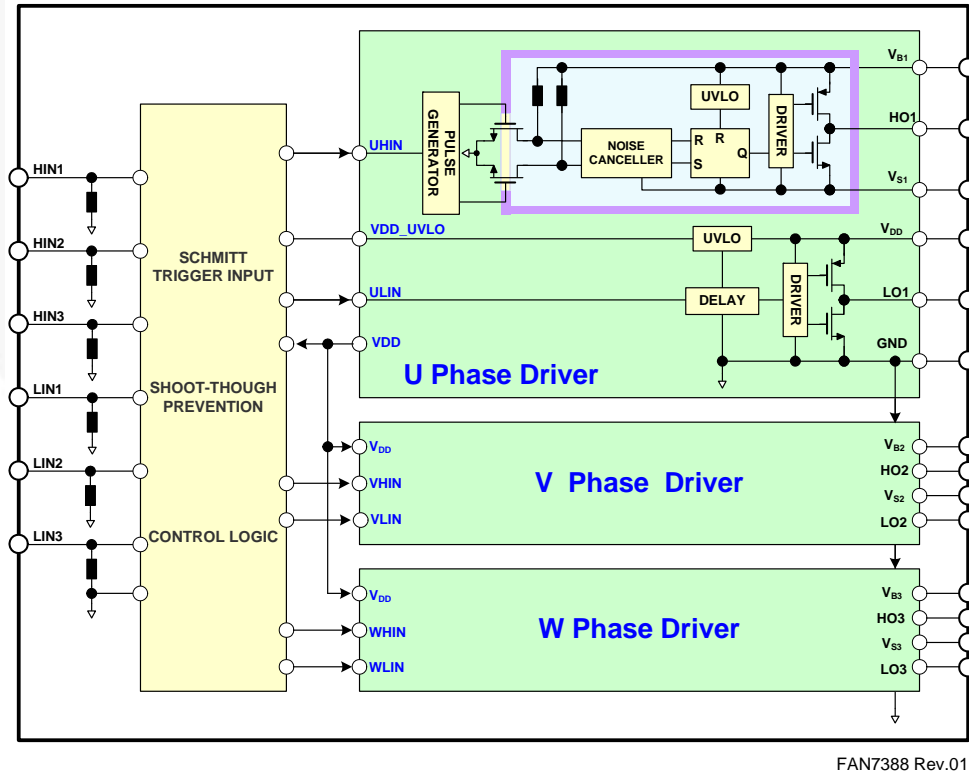 HIN1
HIN2
HIN3
LIN1
LIN2
LIN3
SCHMITT
TRIGGER INPUT
SHOOT-THOUGH
PREVENTION
CONTROL LOGIC
UHIN
VDD_UVLO
ULIN
VDD
PULSE
GENERATOR
NOISE
CANCELLER
UVLO
R
R
S
Q
DRIVER
VB1
HO1
VS1
UVLO
DELAY
DRIVER
VDD
LO1
GND
U Phase Driver
VDD
VHIN
VLIN
V Phase Driver
VB2
HO2
VS2
LO2
VDD
WHIN
WLIN
W Phase Driver
VB3
HO3
VS3
LO3
FAN7388 Rev.01